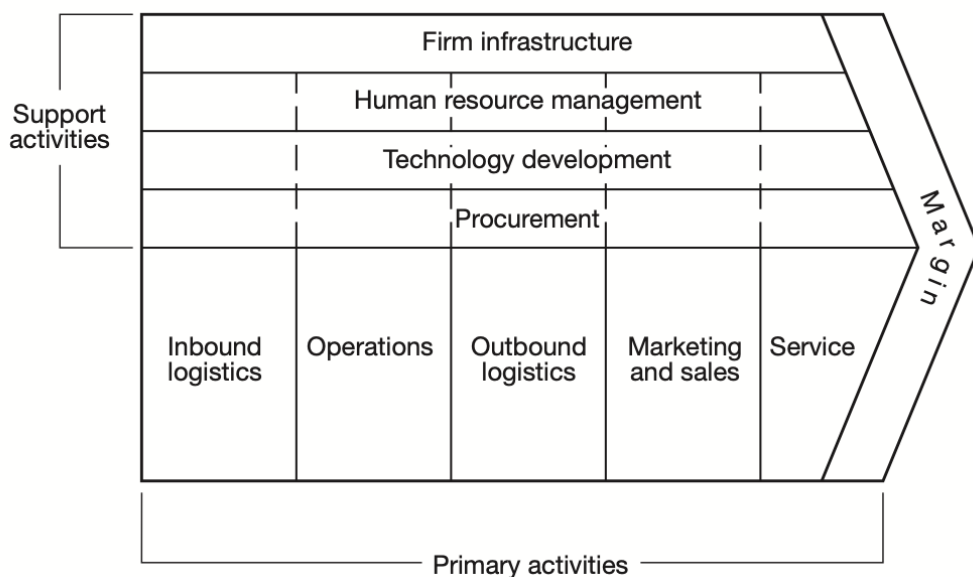 Firm infrastructure
Human resource management
Technology development
Procurement
Support
activities
Inbound
logistics
Operations
Outbound
logistics
Marketing
and sales
Service
Margin
Primary activities